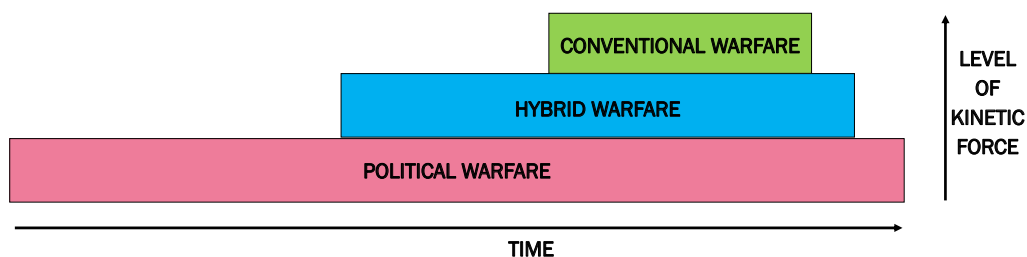 CONVENTIONAL WARFARE
HYBRID WARFARE
POLITICAL WARFARE
TIME
LEVEL
OF
KINETIC
FORCE